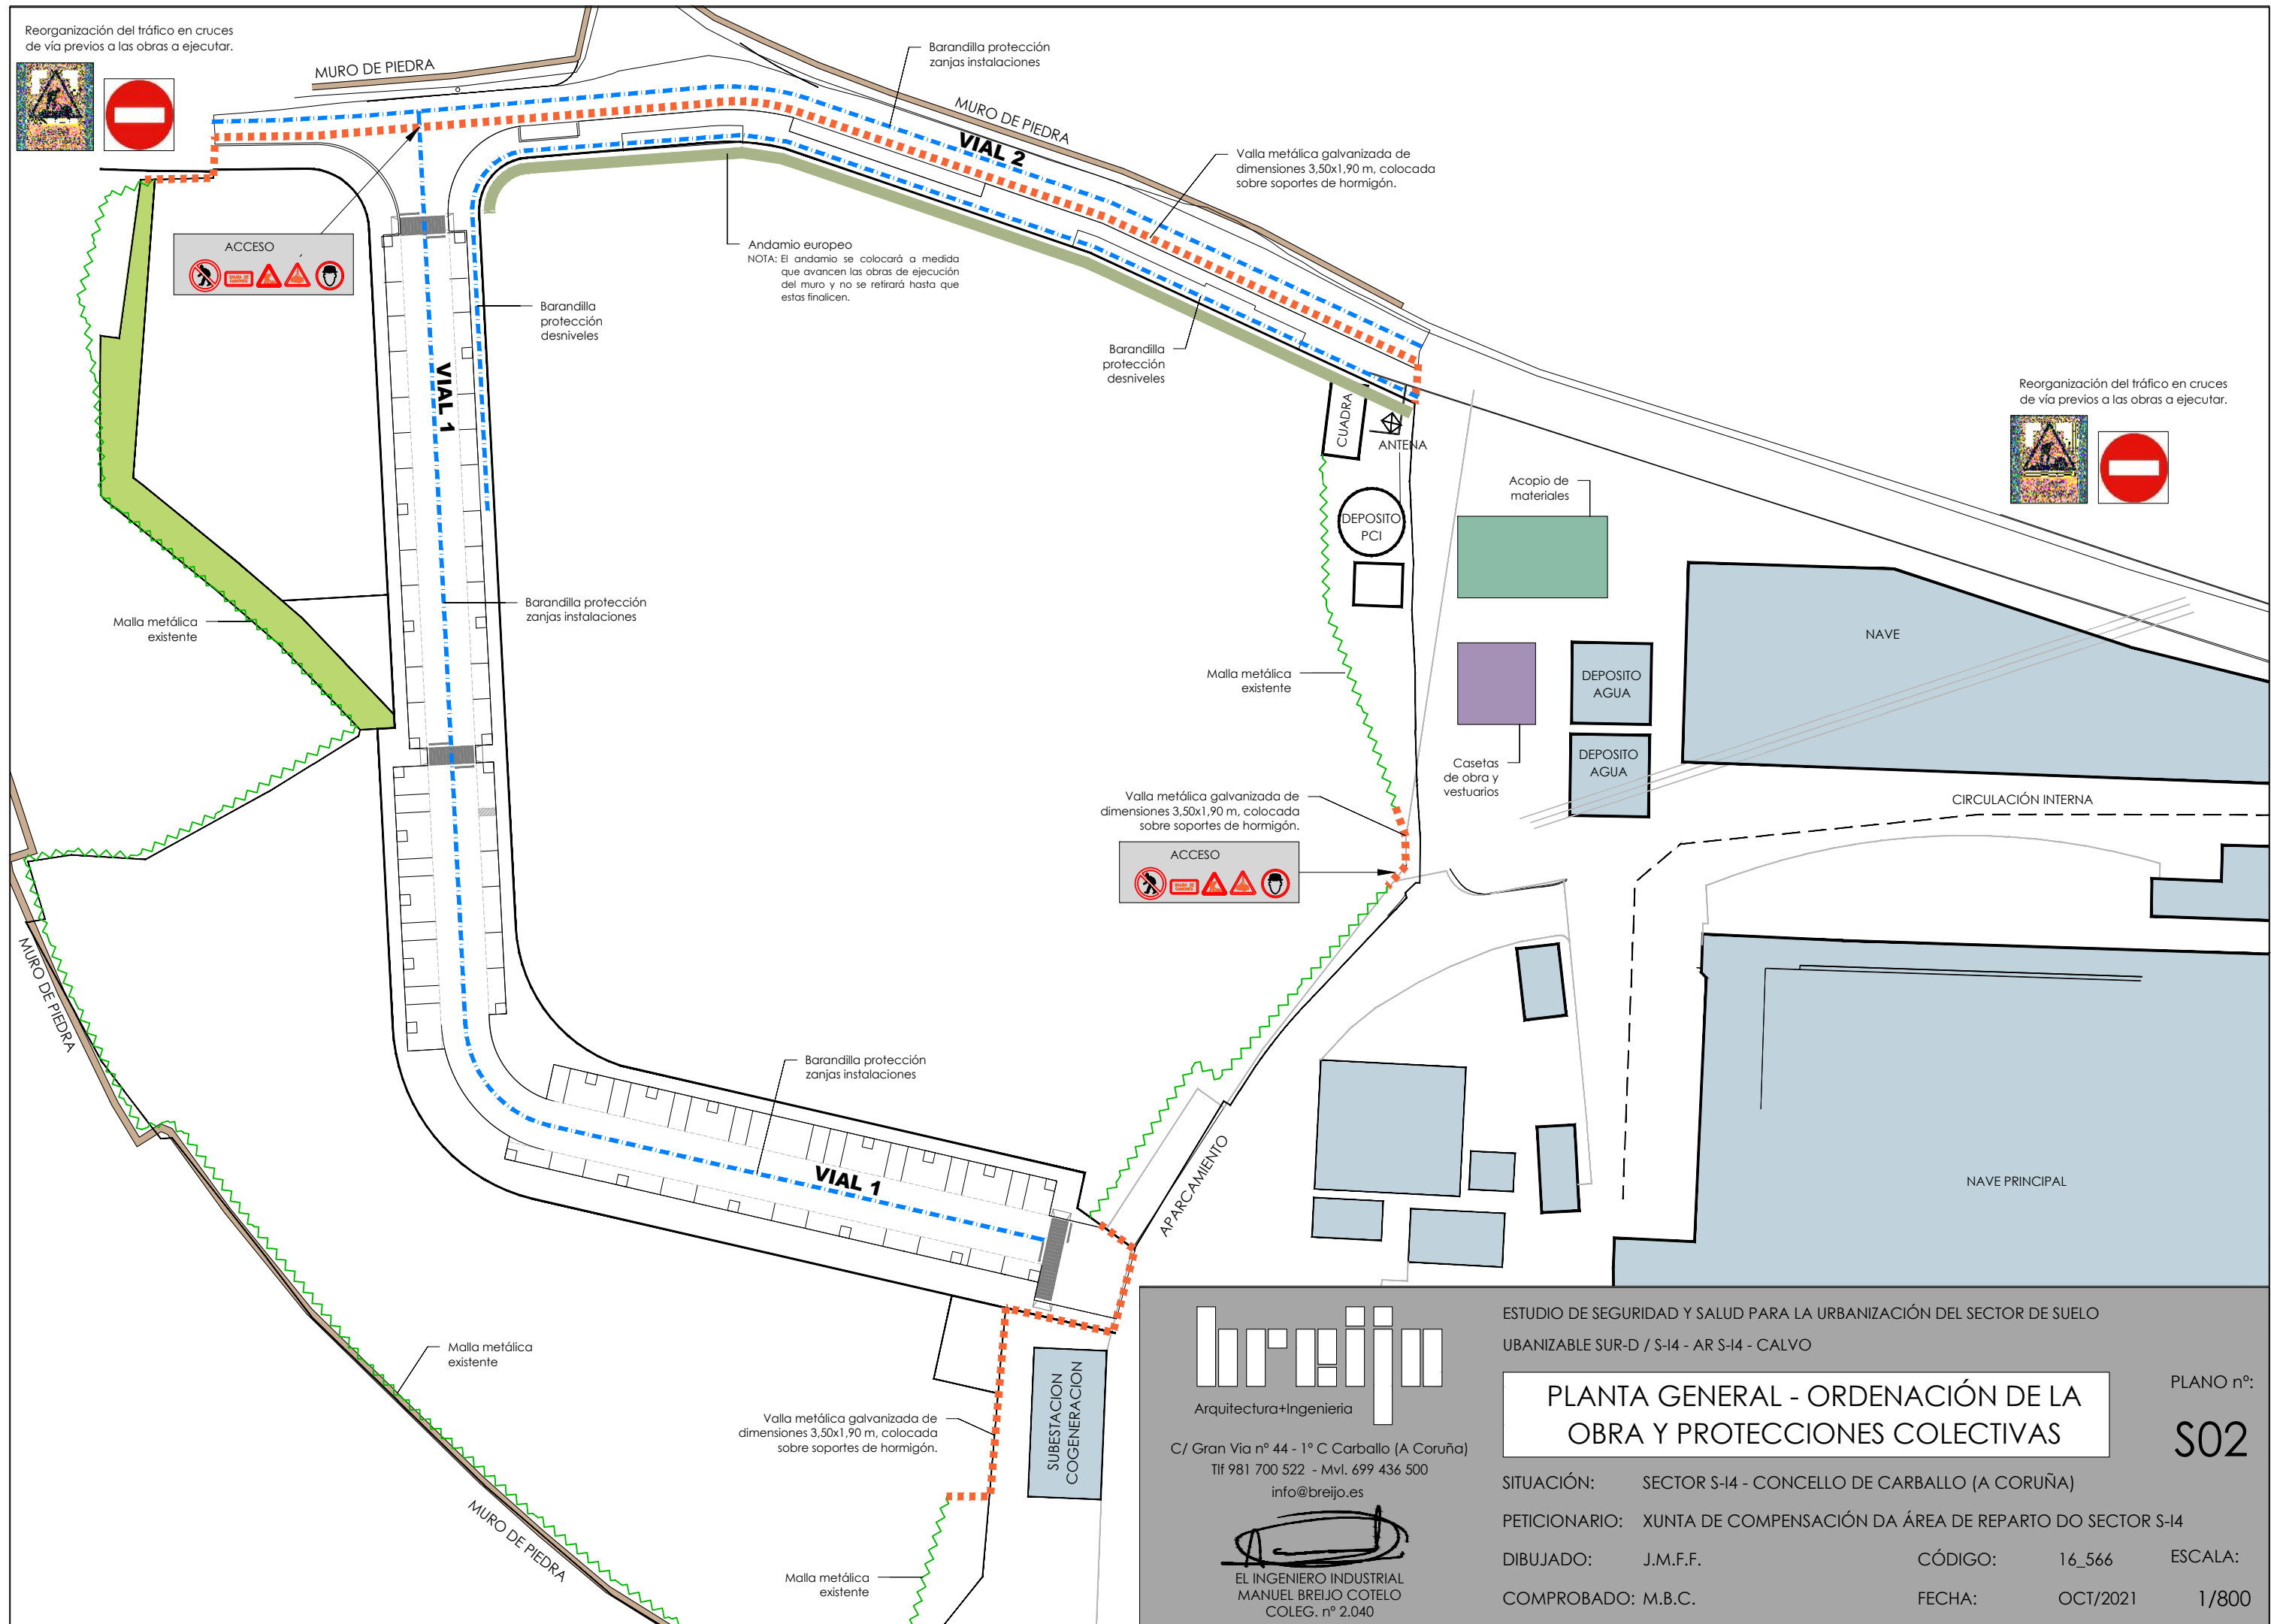 Reorganización del tráfico en cruces
de vía previos a las obras a ejecutar.
MURO DE PIEDRA
Barandilla protección
zanjas instalaciones
MURO DE PIEDRA
VIAL 2
Valla metálica galvanizada de
dimensiones 3,50x1,90 m, colocada
sobre soportes de hormigón.
ACCESO
Andamio europeo
NOTA: El andamio se colocará a medida
que avancen las obras de ejecución
del muro y no se retirará hasta que
estas finalicen.
Barandilla
protección
desniveles
Barandilla
protección
desniveles
VIAL 1
Reorganización del tráfico en cruces
de vía previos a las obras a ejecutar.
CUADRA
ANTENA
Acopio de
materiales
DEPOSITO
PCI
Malla metálica
existente
Barandilla protección
zanjas instalaciones
NAVE
Malla metálica
existente
DEPOSITO
AGUA
DEPOSITO
AGUA
Casetas
de obra y
vestuarios
Valla metálica galvanizada de
dimensiones 3,50x1,90 m, colocada
sobre soportes de hormigón.
CIRCULACIÓN INTERNA
ACCESO
MURO DE PIEDRA
Barandilla protección
zanjas instalaciones
VIAL 1
APARCAMIENTO
NAVE PRINCIPAL
Malla metálica
existente
Valla metálica galvanizada de
dimensiones 3,50x1,90 m, colocada
sobre soportes de hormigón.
SUBESTACION
COGENERACION
MURO DE PIEDRA
Malla metálica
existente
breijo
Arquitectura+Ingenieria
C/ Gran Via nº 44 - 1º C Carballo (A Coruña)
Tlf 981 700 522 - Mvl. 699 436 500
info@breijo.es
EL INGENIERO INDUSTRIAL
MANUEL BREIJO COTELO
COLEG. nº 2.040
ESTUDIO DE SEGURIDAD Y SALUD PARA LA URBANIZACIÓN DEL SECTOR DE SUELO
UBANIZABLE SUR-D / S-I4 - AR S-I4 - CALVO
PLANTA GENERAL - ORDENACIÓN DE LA
OBRA Y PROTECCIONES COLECTIVAS
PLANO nº:
S02
SITUACIÓN: SECTOR S-I4 - CONCELLO DE CARBALLO (A CORUÑA)
PETICIONARIO: XUNTA DE COMPENSACIÓN DA ÁREA DE REPARTO DO SECTOR S-I4
DIBUJADO: J.M.F.F. CÓDIGO: 16_566 ESCALA:
COMPROBADO: M.B.C. FECHA: OCT/2021 1/800